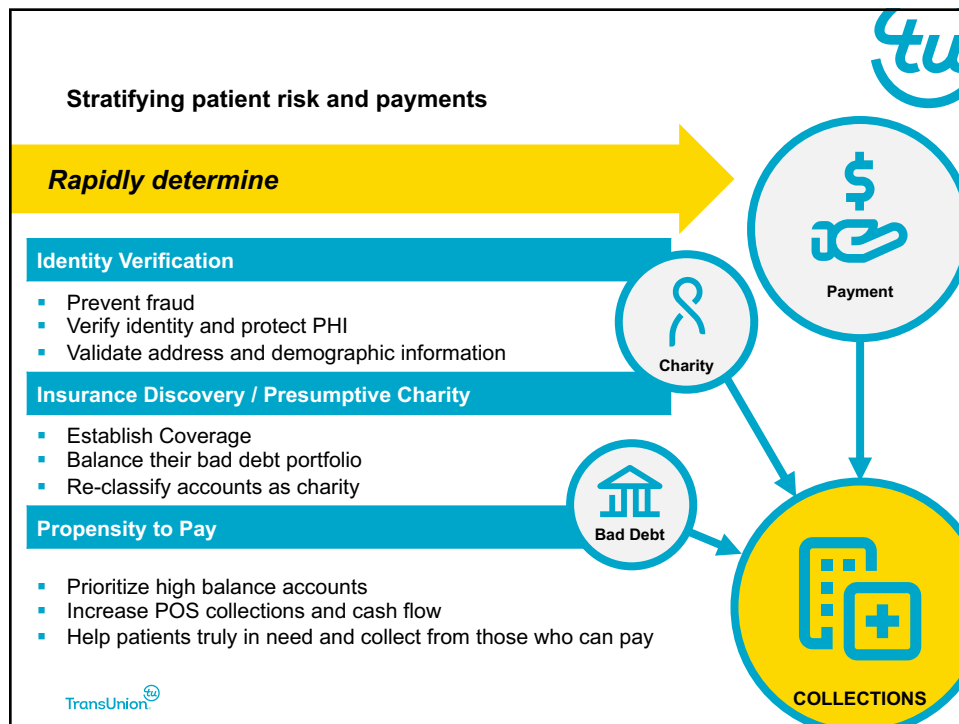 tu
Stratifying patient risk and payments
Rapidly determine
$
Payment
Identity Verification
▪ Prevent fraud
▪ Verify identity and protect PHI
▪ Validate address and demographic information
Charity
Insurance Discovery / Presumptive Charity
▪ Establish Coverage
▪ Balance their bad debt portfolio
▪ Re-classify accounts as charity
Propensity to Pay
Bad Debt
▪ Prioritize high balance accounts
▪ Increase POS collections and cash flow
▪ Help patients truly in need and collect from those who can pay
COLLECTIONS
TransUnion tu